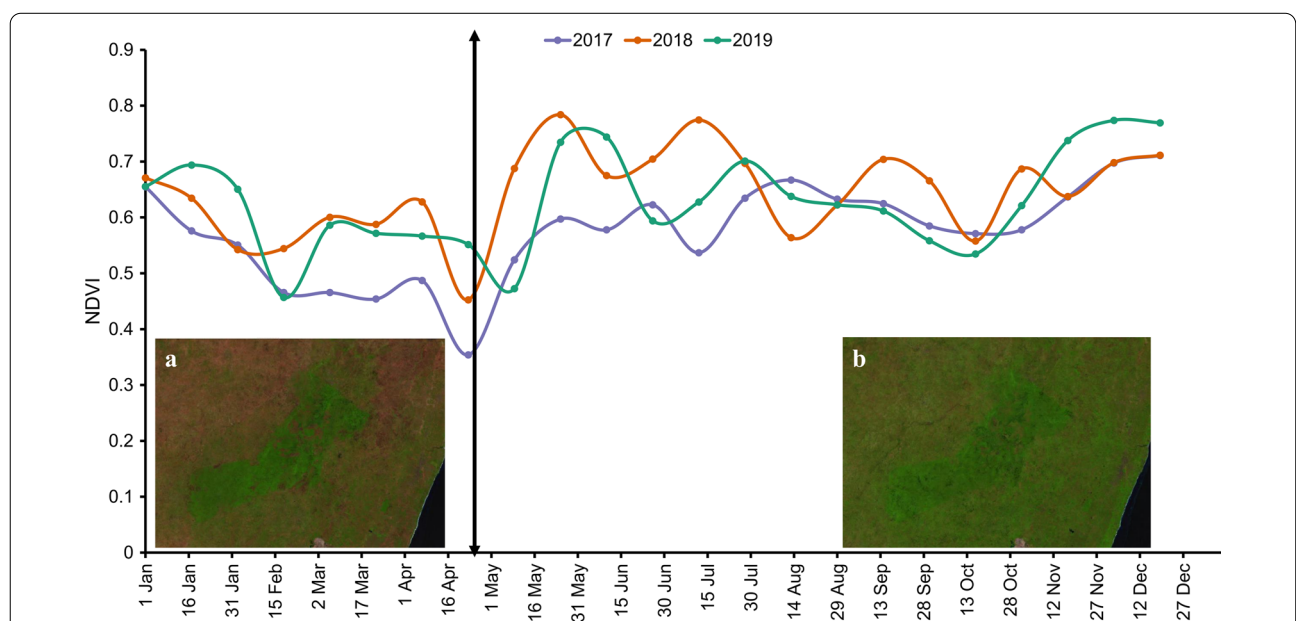 2017 2018 2019
0.9
0.8
0.7
0.6
0.5
0.4
0.3
0.2
0.1
0
NDVI
a
b
1 Jan
16 Jan
31 Jan
15 Feb
2 Mar
17 Mar
1 Apr
16 Apr
1 May
16 May
31 May
15 Jun
30 Jun
15 Jul
30 Jul
14 Aug
29 Aug
13 Sep
28 Sep
13 Oct
28 Oct
12 Nov
27 Nov
12 Dec
27 Dec